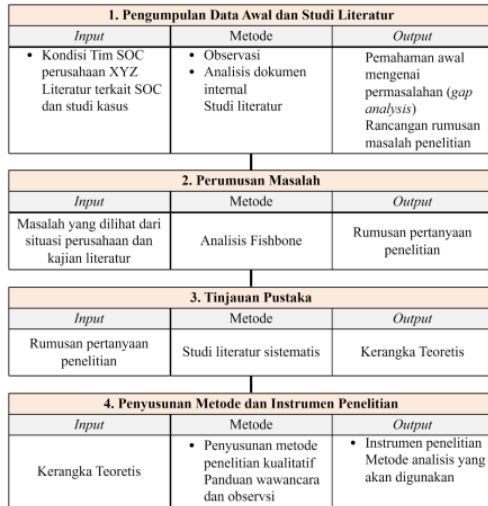 1. Pengumpulan Data Awal dan Studi Literatur
Input
Metode
Output
• Kondisi Tim SOC
perusahaan XYZ
Literatur terkait SOC
dan studi kasus
• Observasi
• Analisis dokumen
internal
Studi literatur
Pemahaman awal
mengenai
permasalahan (gap
analysis)
Rancangan rumusan
masalah penelitian
2. Perumusan Masalah
Input
Metode
Output
Masalah yang dilihat dari
situasi perusahaan dan
kajian literatur
Analisis Fishbone
Rumusan pertanyaan
penelitian
3. Tinjauan Pustaka
Input
Metode
Output
Rumusan pertanyaan
penelitian
Studi literatur sistematis
Kerangka Teoretis
4. Penyusunan Metode dan Instrumen Penelitian
Input
Metode
Output
Kerangka Teoretis
• Penyusunan metode
penelitian kualitatif
Panduan wawancara
dan observsi
• Instrumen penelitian
Metode analisis yang
akan digunakan